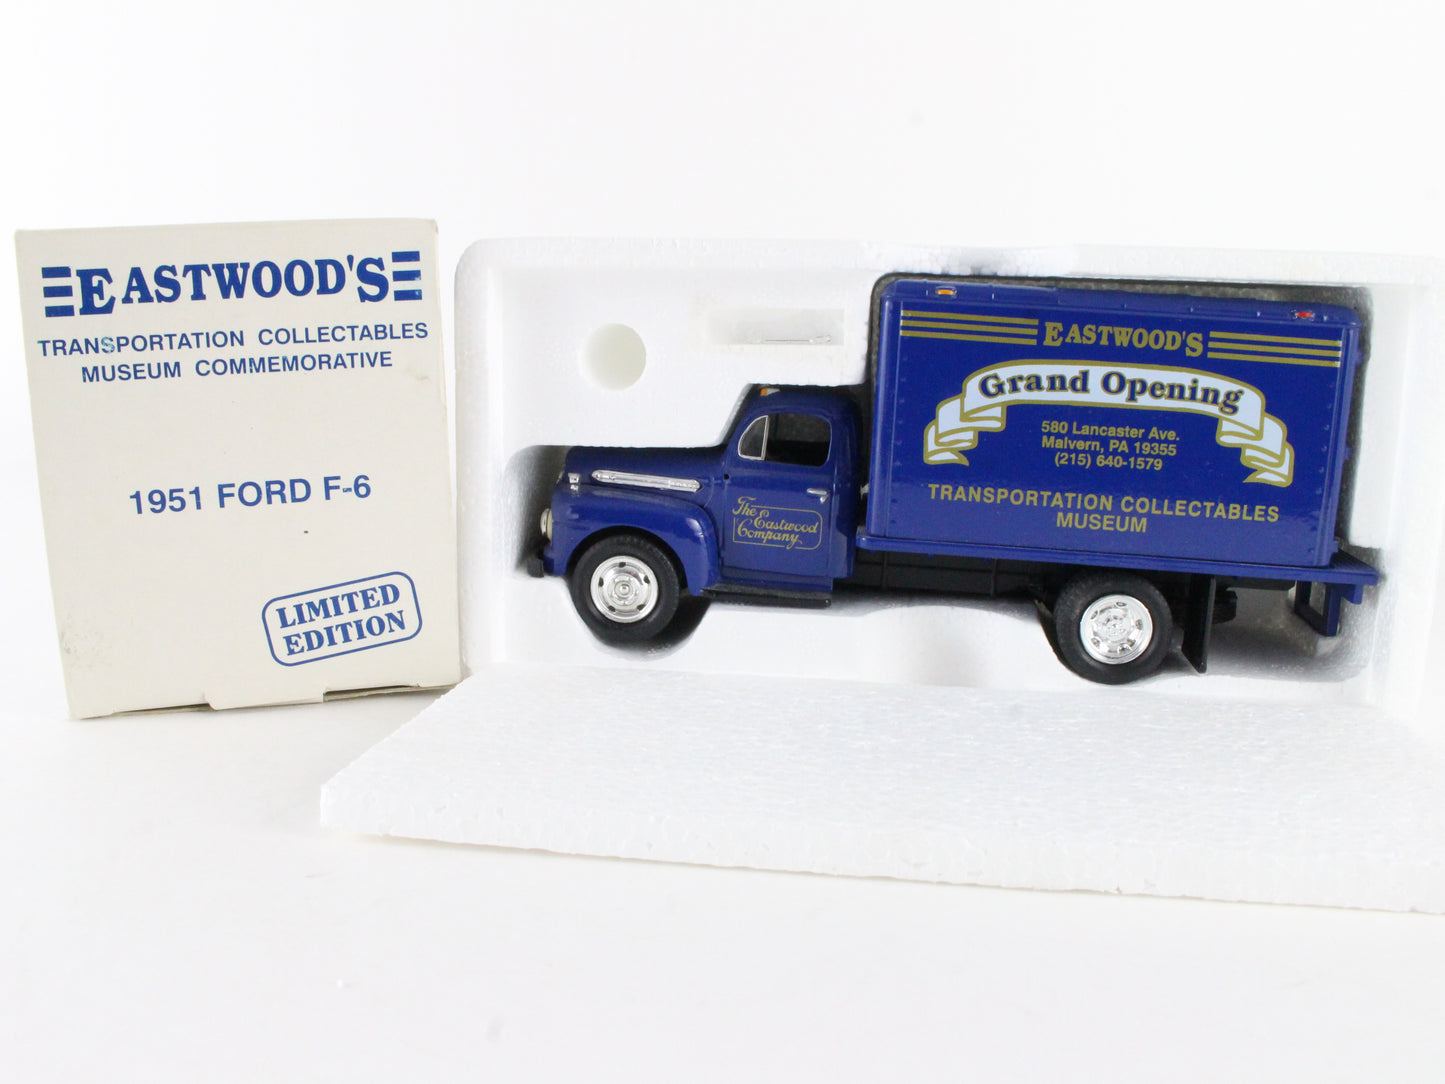 EASTWOOD'S
TRANSPORTATION COLLECTABLES
MUSEUM COMMEMORATIVE
1951 FORD F-6
LIMITED
EDITION
EASTWOOD'S
Grand Opening
580 Lancaster Ave.
Malvern, PA 19355
(215) 640-1579
TRANSPORTATION COLLECTABLES
MUSEUM
The
Eastwood
Company